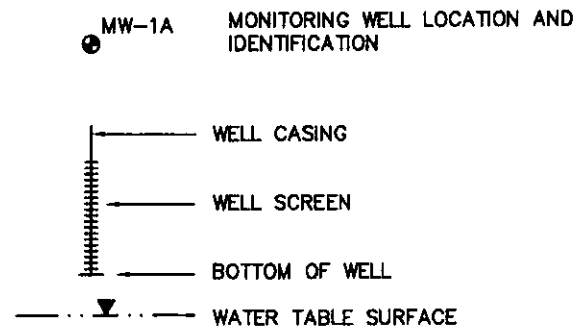 MW-1A MONITORING WELL LOCATION AND
IDENTIFICATION
WELL CASING
WELL SCREEN
BOTTOM OF WELL
WATER TABLE SURFACE